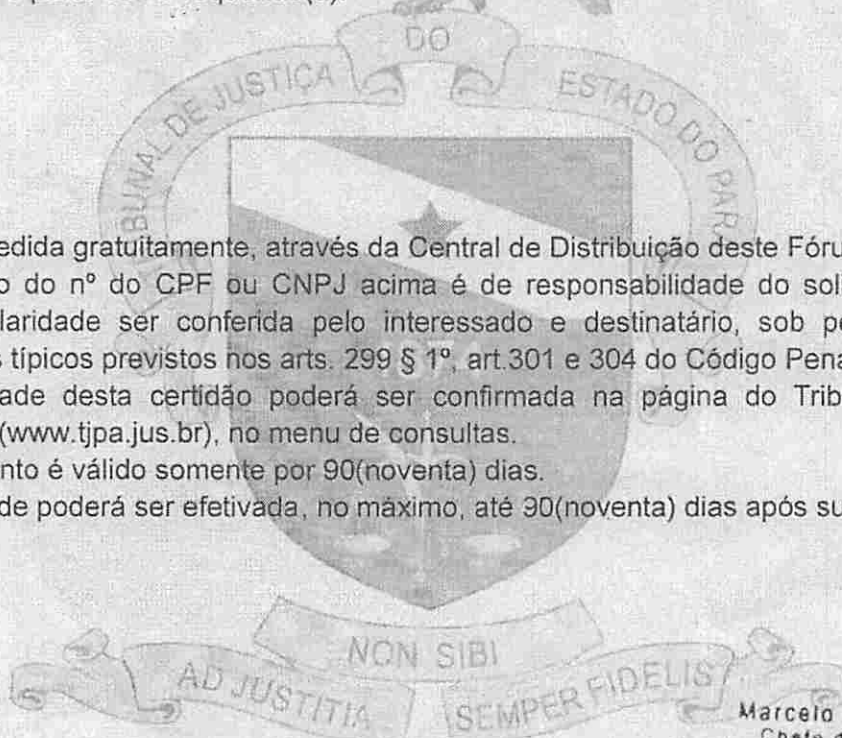 DO
TRIBUNAL DE JUSTIÇA
ESTADO DO PARÁ
edida gratuitamente, através da Central de Distribuição deste Fóru
o do nº do CPF ou CNPJ acima é de responsabilidade do sol
laridade ser conferida pelo interessado e destinatário, sob pe
s típicos previstos nos arts. 299 § 1º, art.301 e 304 do Código Pena
ade desta certidão poderá ser confirmada na página do Trib
(www.tjpa.jus.br), no menu de consultas.
nto é válido somente por 90(noventa) dias.
de poderá ser efetivada, no máximo, até 90(noventa) dias após su
NON SIBI
AD JUSTITIA
SEMPER FIDELIS
Marcelo